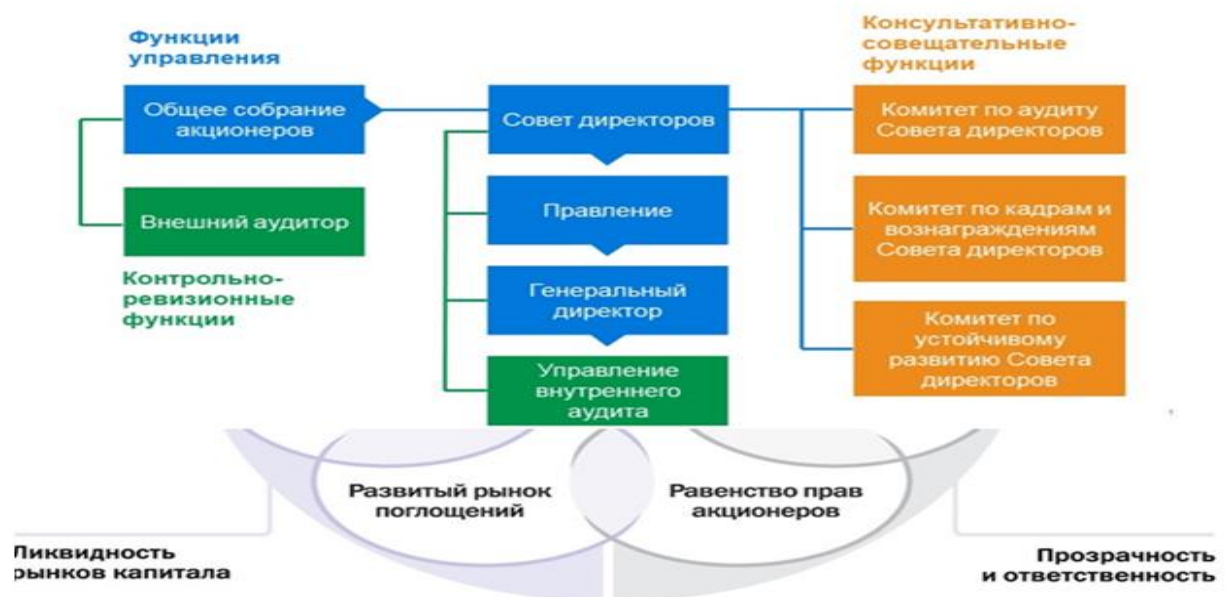 Функции
управления
Общее собрание
акционеров
Внешний аудитор
Контрольно-
ревизионные
функции
Совет директоров
Правление
Генеральный
директор
Управление
внутреннего
аудита
Консультативно-
совещательные
функции
Комитет по аудиту
Совета директоров
Комитет по кадрам и
вознаграждениям
Совета директоров
Комитет по
устойчивому
развитию Совета
директоров
Развитый рынок
поглощений
Равенство прав
акционеров
Ликвидность
рынков капитала
Прозрачность
и ответственность